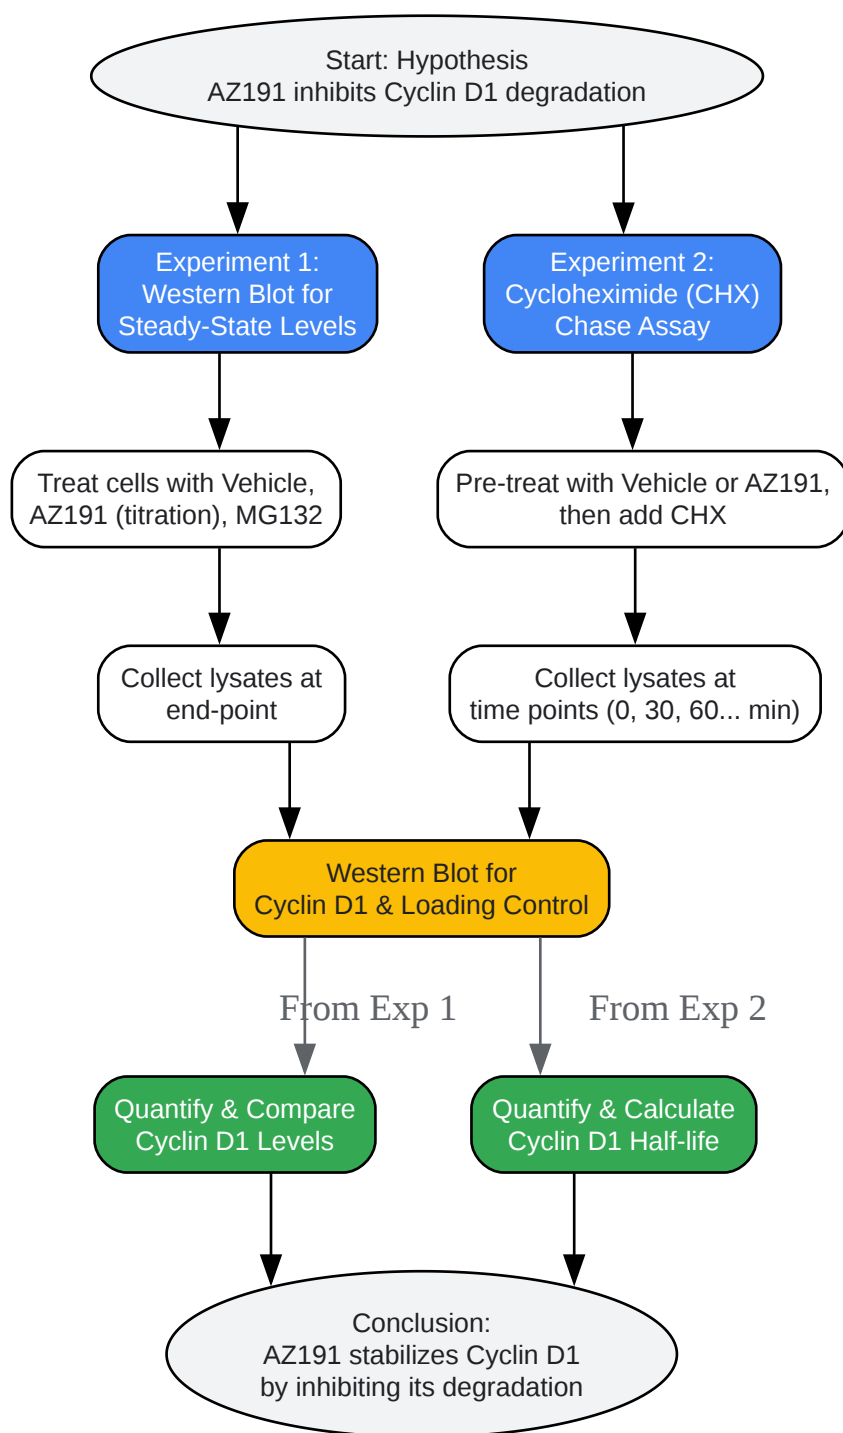 Start: Hypothesis
AZ191 inhibits Cyclin D1 degradation
Experiment 1:
Western Blot for
Steady-State Levels
Experiment 2:
Cycloheximide (CHX)
Chase Assay
Treat cells with Vehicle,
AZ191 (titration), MG132
Pre-treat with Vehicle or AZ191,
then add CHX
Collect lysates at
end-point
Collect lysates at
time points (0, 30, 60... min)
Western Blot for
Cyclin D1 & Loading Control
From Exp 1
From Exp 2
Quantify & Compare
Cyclin D1 Levels
Quantify & Calculate
Cyclin D1 Half-life
Conclusion:
AZ191 stabilizes Cyclin D1
by inhibiting its degradation